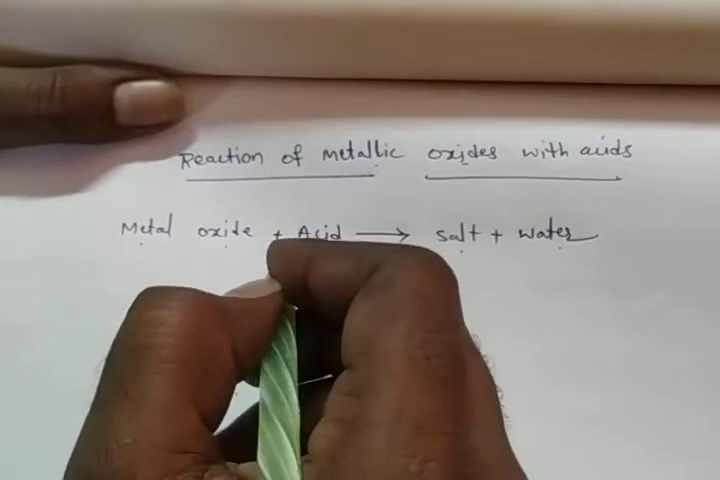 Reaction of metallic oxides with acids
Metal oxide + Acid → salt + water